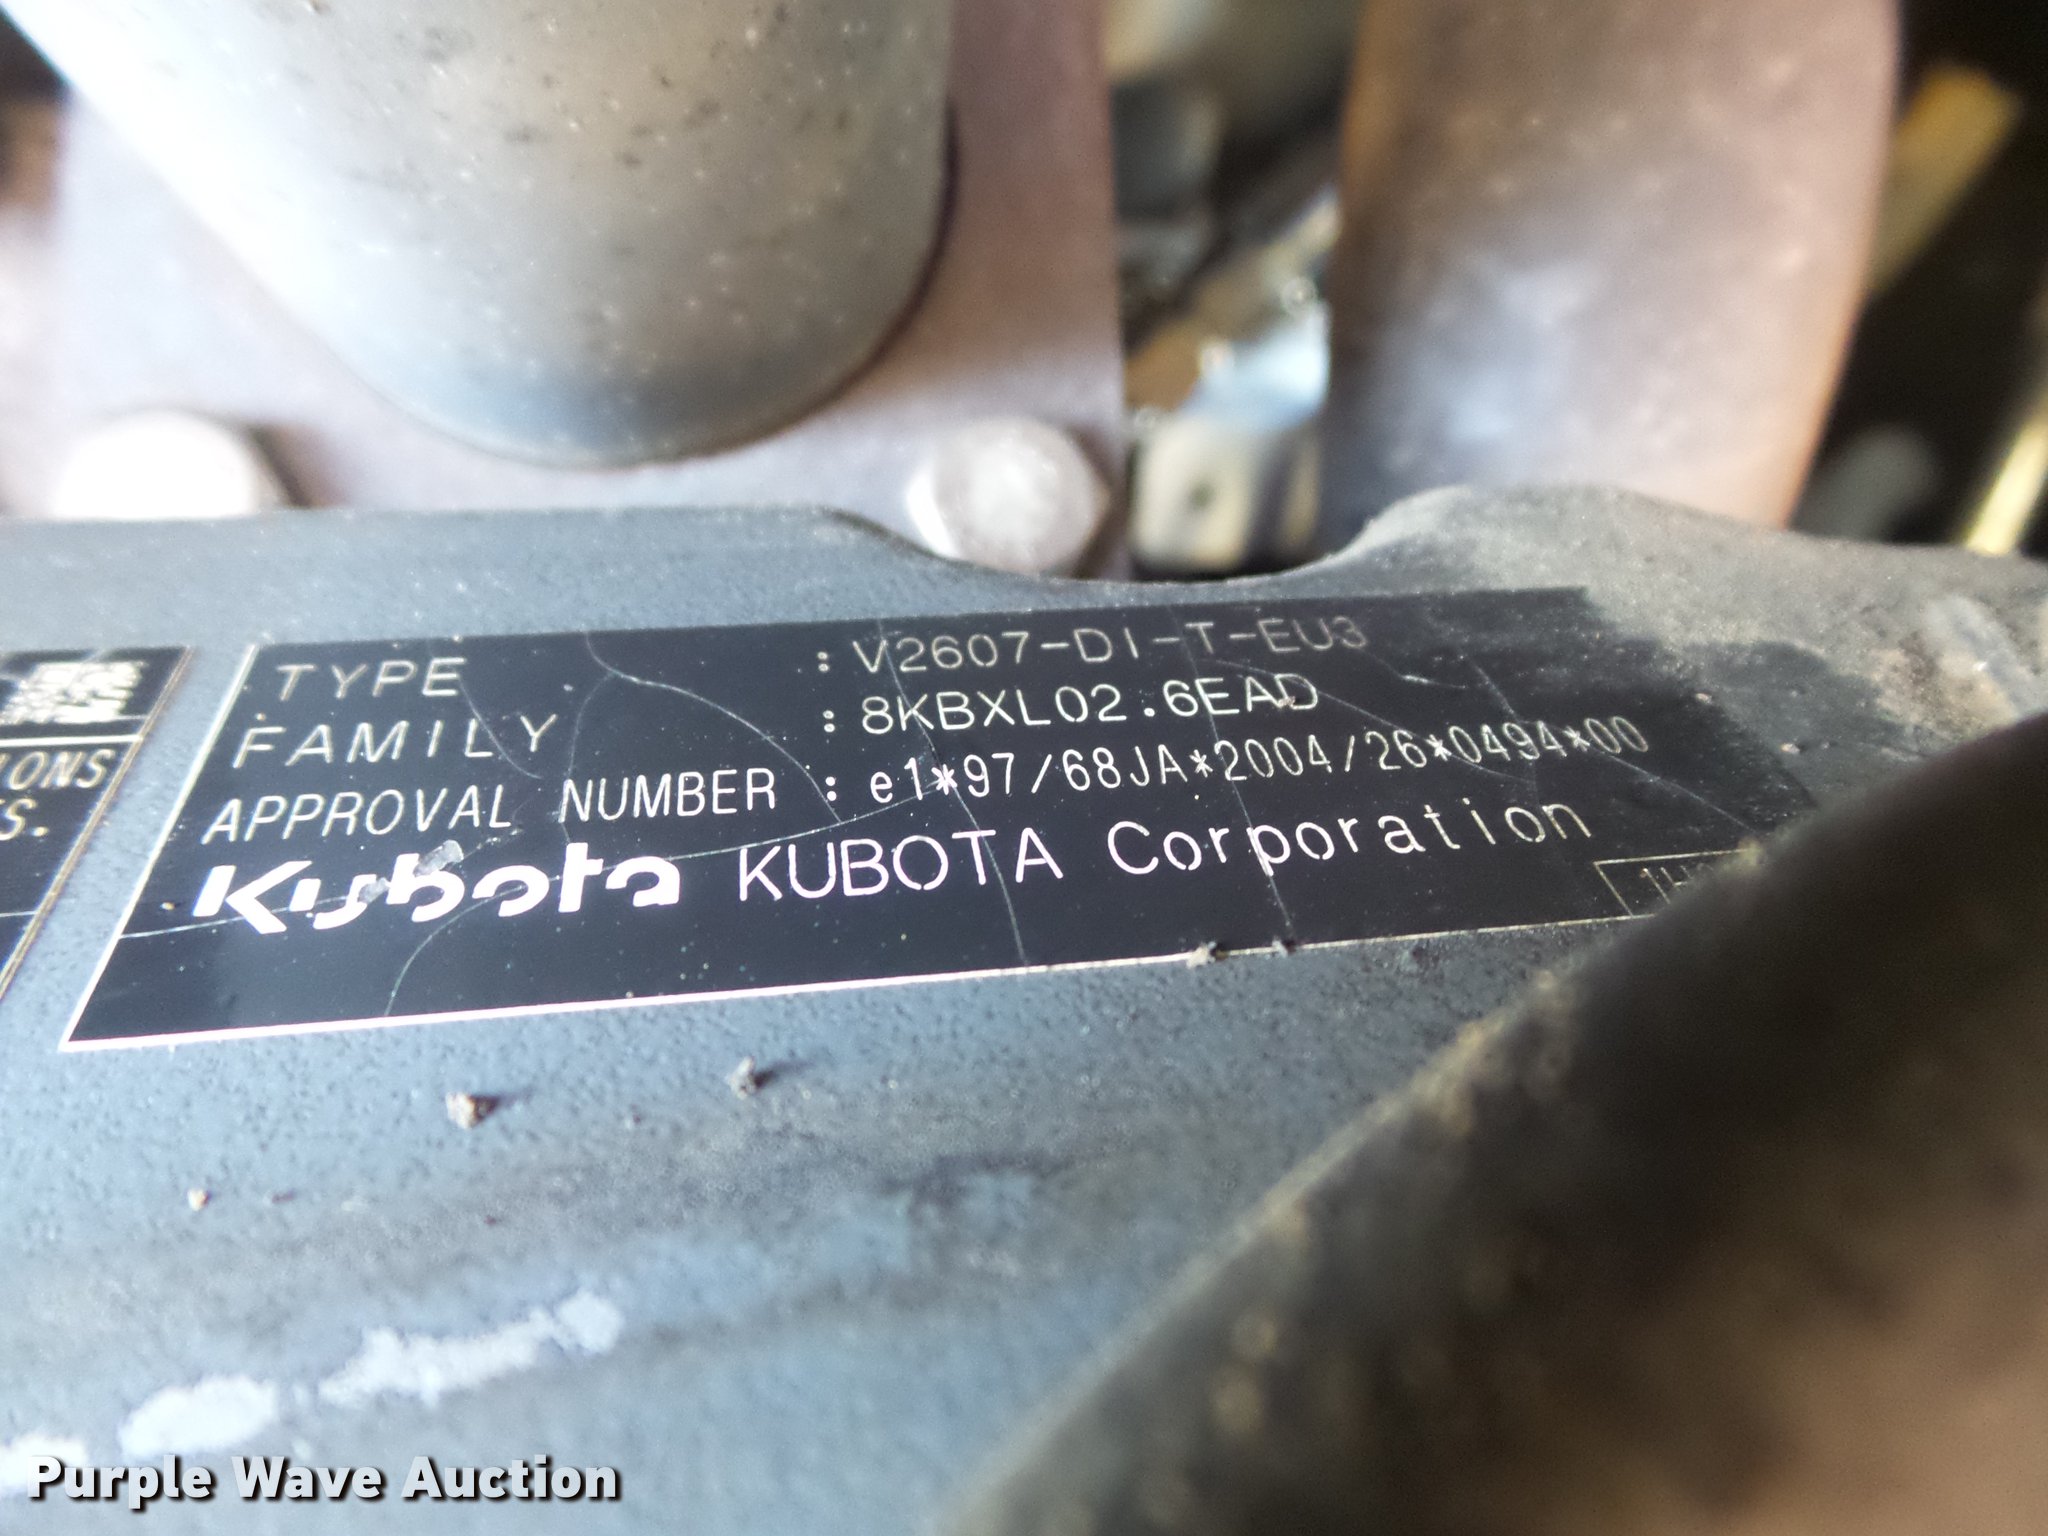 TYPE : V2607-DI-T-EU3
FAMILY : 8KBXL02.6EAD
APPROVAL NUMBER : e1*97/68JA*2004/26*0494*00
Kubota KUBOTA Corporation
IONS
S.
Purple Wave Auction